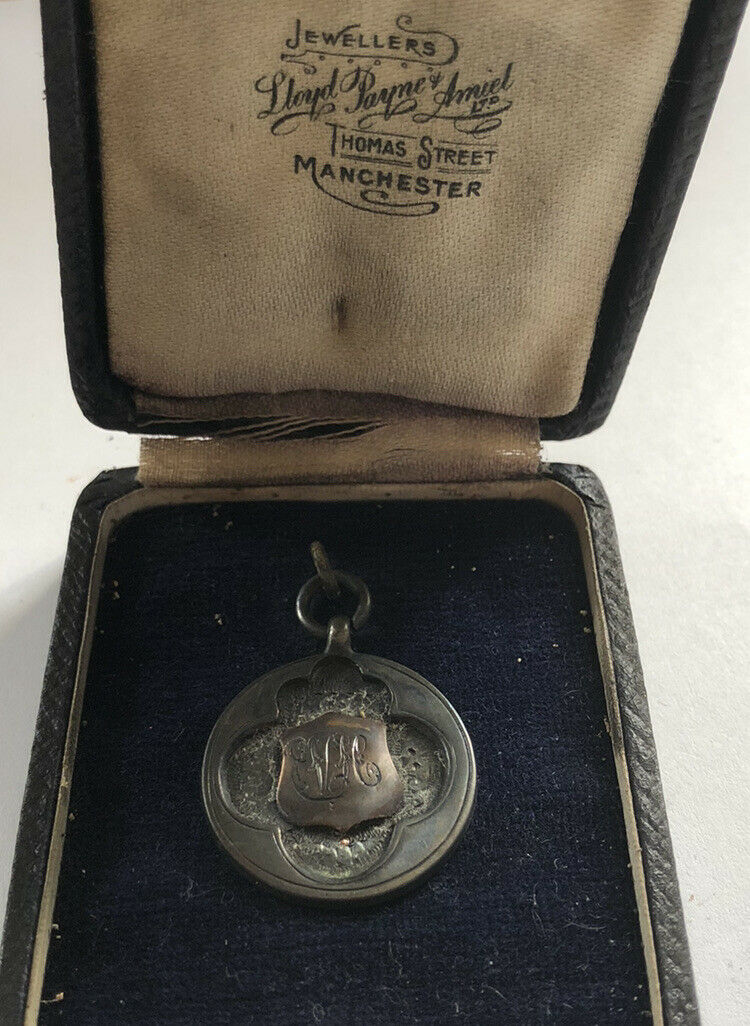 JEWELLERS
Lloyd Payne & Amiel LTD
THOMAS STREET
MANCHESTER